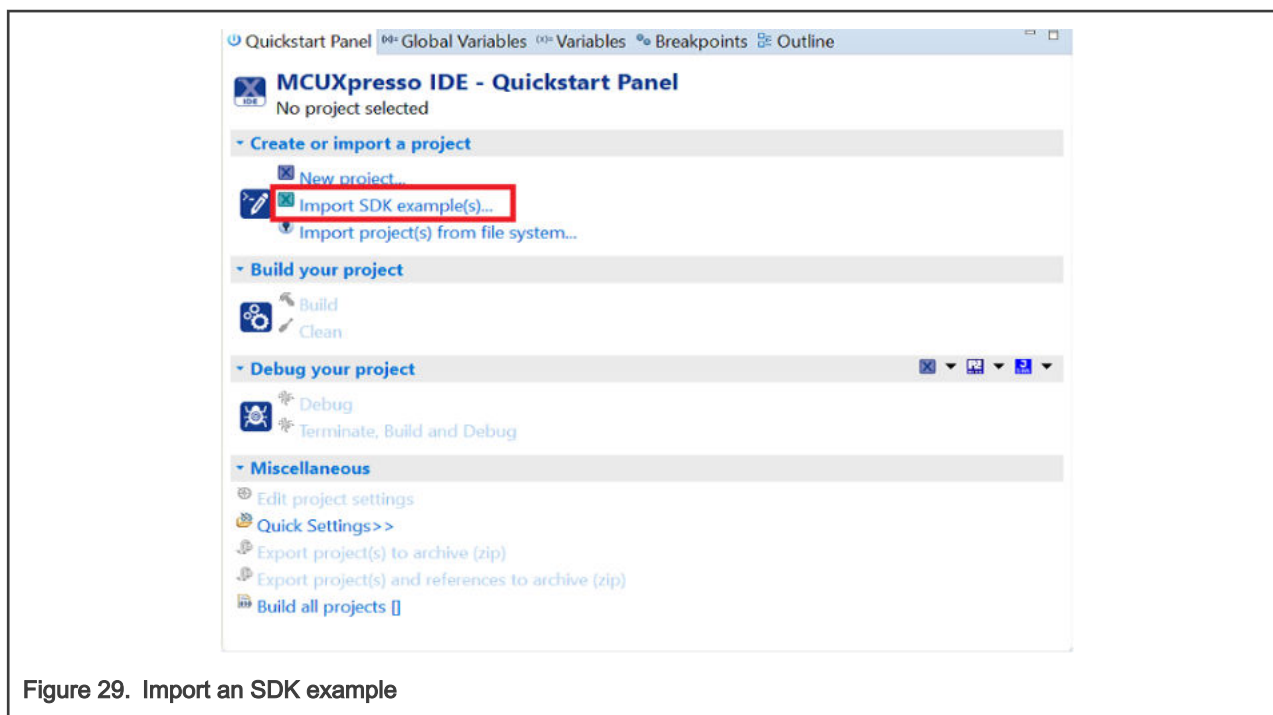 Quickstart Panel (x)= Global Variables (x)= Variables Breakpoints Outline
IDE
MCUXpresso IDE - Quickstart Panel
No project selected
Create or import a project
New project...
Import SDK example(s)...
Import project(s) from file system...
Build your project
Build
Clean
Debug your project
Debug
Terminate, Build and Debug
Miscellaneous
Edit project settings
Quick Settings>>
Export project(s) to archive (zip)
Export project(s) and references to archive (zip)
Build all projects []
Figure 29. Import an SDK example